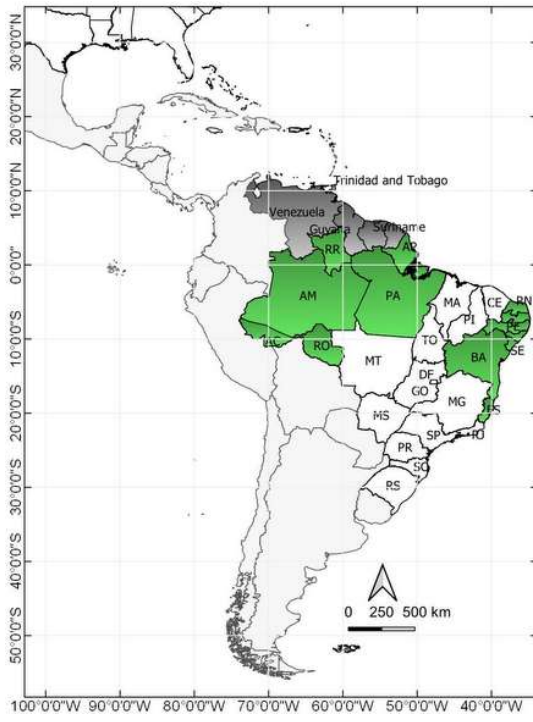 30°0'0"N
20°0'0"N
10°0'0"N
0°0'0"
10°0'0"S
20°0'0"S
30°0'0"S
40°0'0"S
50°0'0"S
Trinidad and Tobago
Venezuela
Guyana
Suriname
RR
AP
AM
PA
MA
CE
RN
PI
PE
AC
RO
TO
SE
BA
MT
DF
GO
MG
ES
MS
SP
RJ
PR
SC
RS
0 250 500 km
100°0'0"W 90°0'0"W 80°0'0"W 70°0'0"W 60°0'0"W 50°0'0"W 40°0'0"W